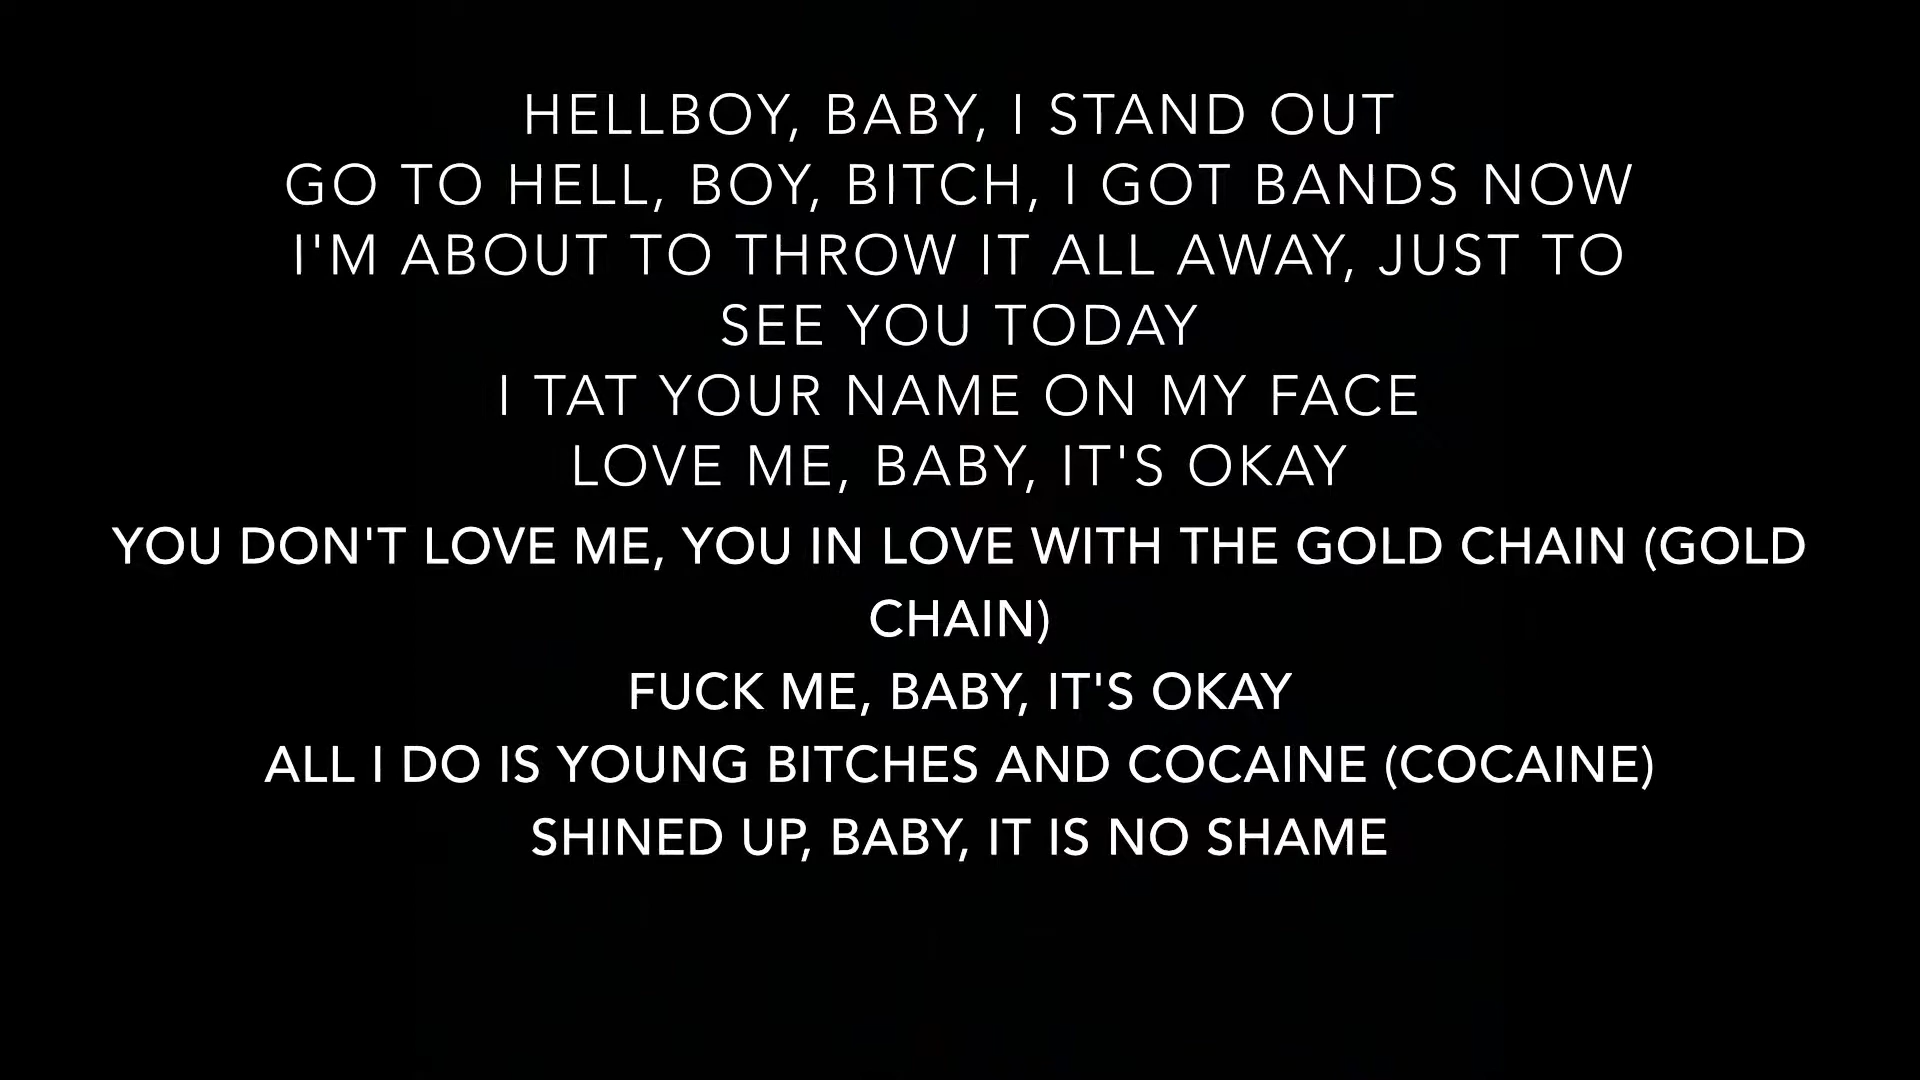 HELLBOY, BABY, I STAND OUT
GO TO HELL, BOY, BITCH, I GOT BANDS NOW
I'M ABOUT TO THROW IT ALL AWAY, JUST TO
SEE YOU TODAY
I TAT YOUR NAME ON MY FACE
LOVE ME, BABY, IT'S OKAY
YOU DON'T LOVE ME, YOU IN LOVE WITH THE GOLD CHAIN (GOLD
CHAIN)
FUCK ME, BABY, IT'S OKAY
ALL I DO IS YOUNG BITCHES AND COCAINE (COCAINE)
SHINED UP, BABY, IT IS NO SHAME